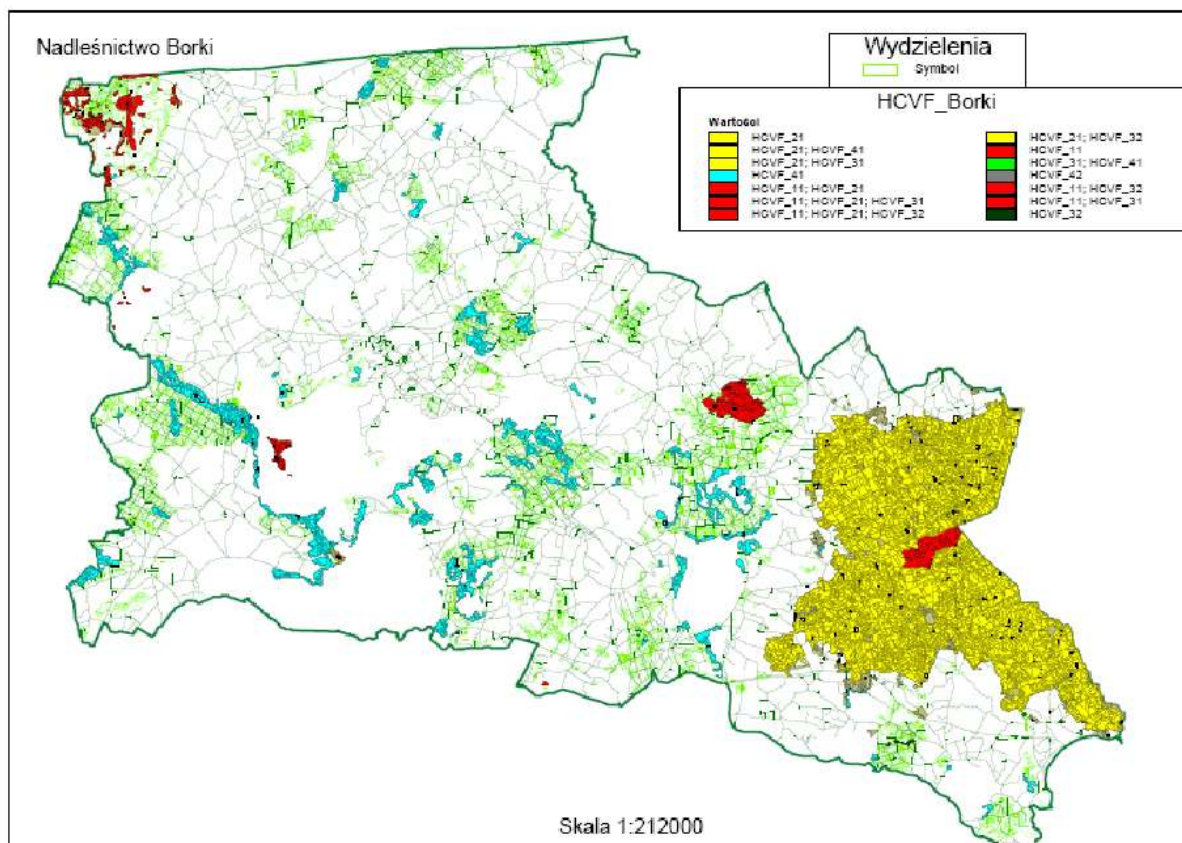 Nadleśnictwo Borki
Wydzielenia
Symbol
HCVF_Borki
Wartości
HCVF_21
HCVF_21; HCVF_41
HCVF_21; HCVF_31
HCVF_41
HCVF_11; HCVF_21
HCVF_11; HCVF_21; HCVF_31
HCVF_11; HCVF_21; HCVF_32
HCVF_21; HCVF_32
HCVF_11
HCVF_31; HCVF_41
HCVF_42
HCVF_11; HCVF_32
HCVF_11; HCVF_31
HCVF_32
Skala 1:212000